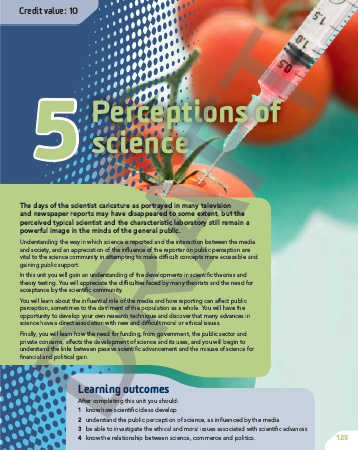 Credit value: 10
5 Perceptions of
science
The days of the scientist caricature as portrayed in many television
and newspaper reports may have disappeared to some extent, but the
perceived typical scientist and the characteristic laboratory still remain a
powerful image in the minds of the general public.
Understanding the way in which science is reported and the interaction between the media
and society, and an appreciation of the influence of the reporter on public perception are
vital to the science community in attempting to make difficult concepts more accessible and
gaining public support.
In this unit you will gain an understanding of the developments in scientific theories and
theory testing. You will appreciate the difficulties faced by many theorists and the need for
acceptance by the scientific community.
You will learn about the influential role of the media and how reporting can affect public
perception, sometimes to the detriment of the population as a whole. You will have the
opportunity to develop your own research technique and discover that many advances in
science have a direct association with new and difficult moral or ethical issues.
Finally, you will learn how the need for funding, from government, the public sector and
private concerns, affects the development of science and its uses, and you will begin to
understand the links between passive scientific advancement and the misuse of science for
financial and political gain.
Learning outcomes
After completing this unit you should:
1 know how scientific ideas develop
2 understand the public perception of science, as influenced by the media
3 be able to investigate the ethical and moral issues associated with scientific advances
4 know the relationship between science, commerce and politics.
125
0.5
1.0
1.5